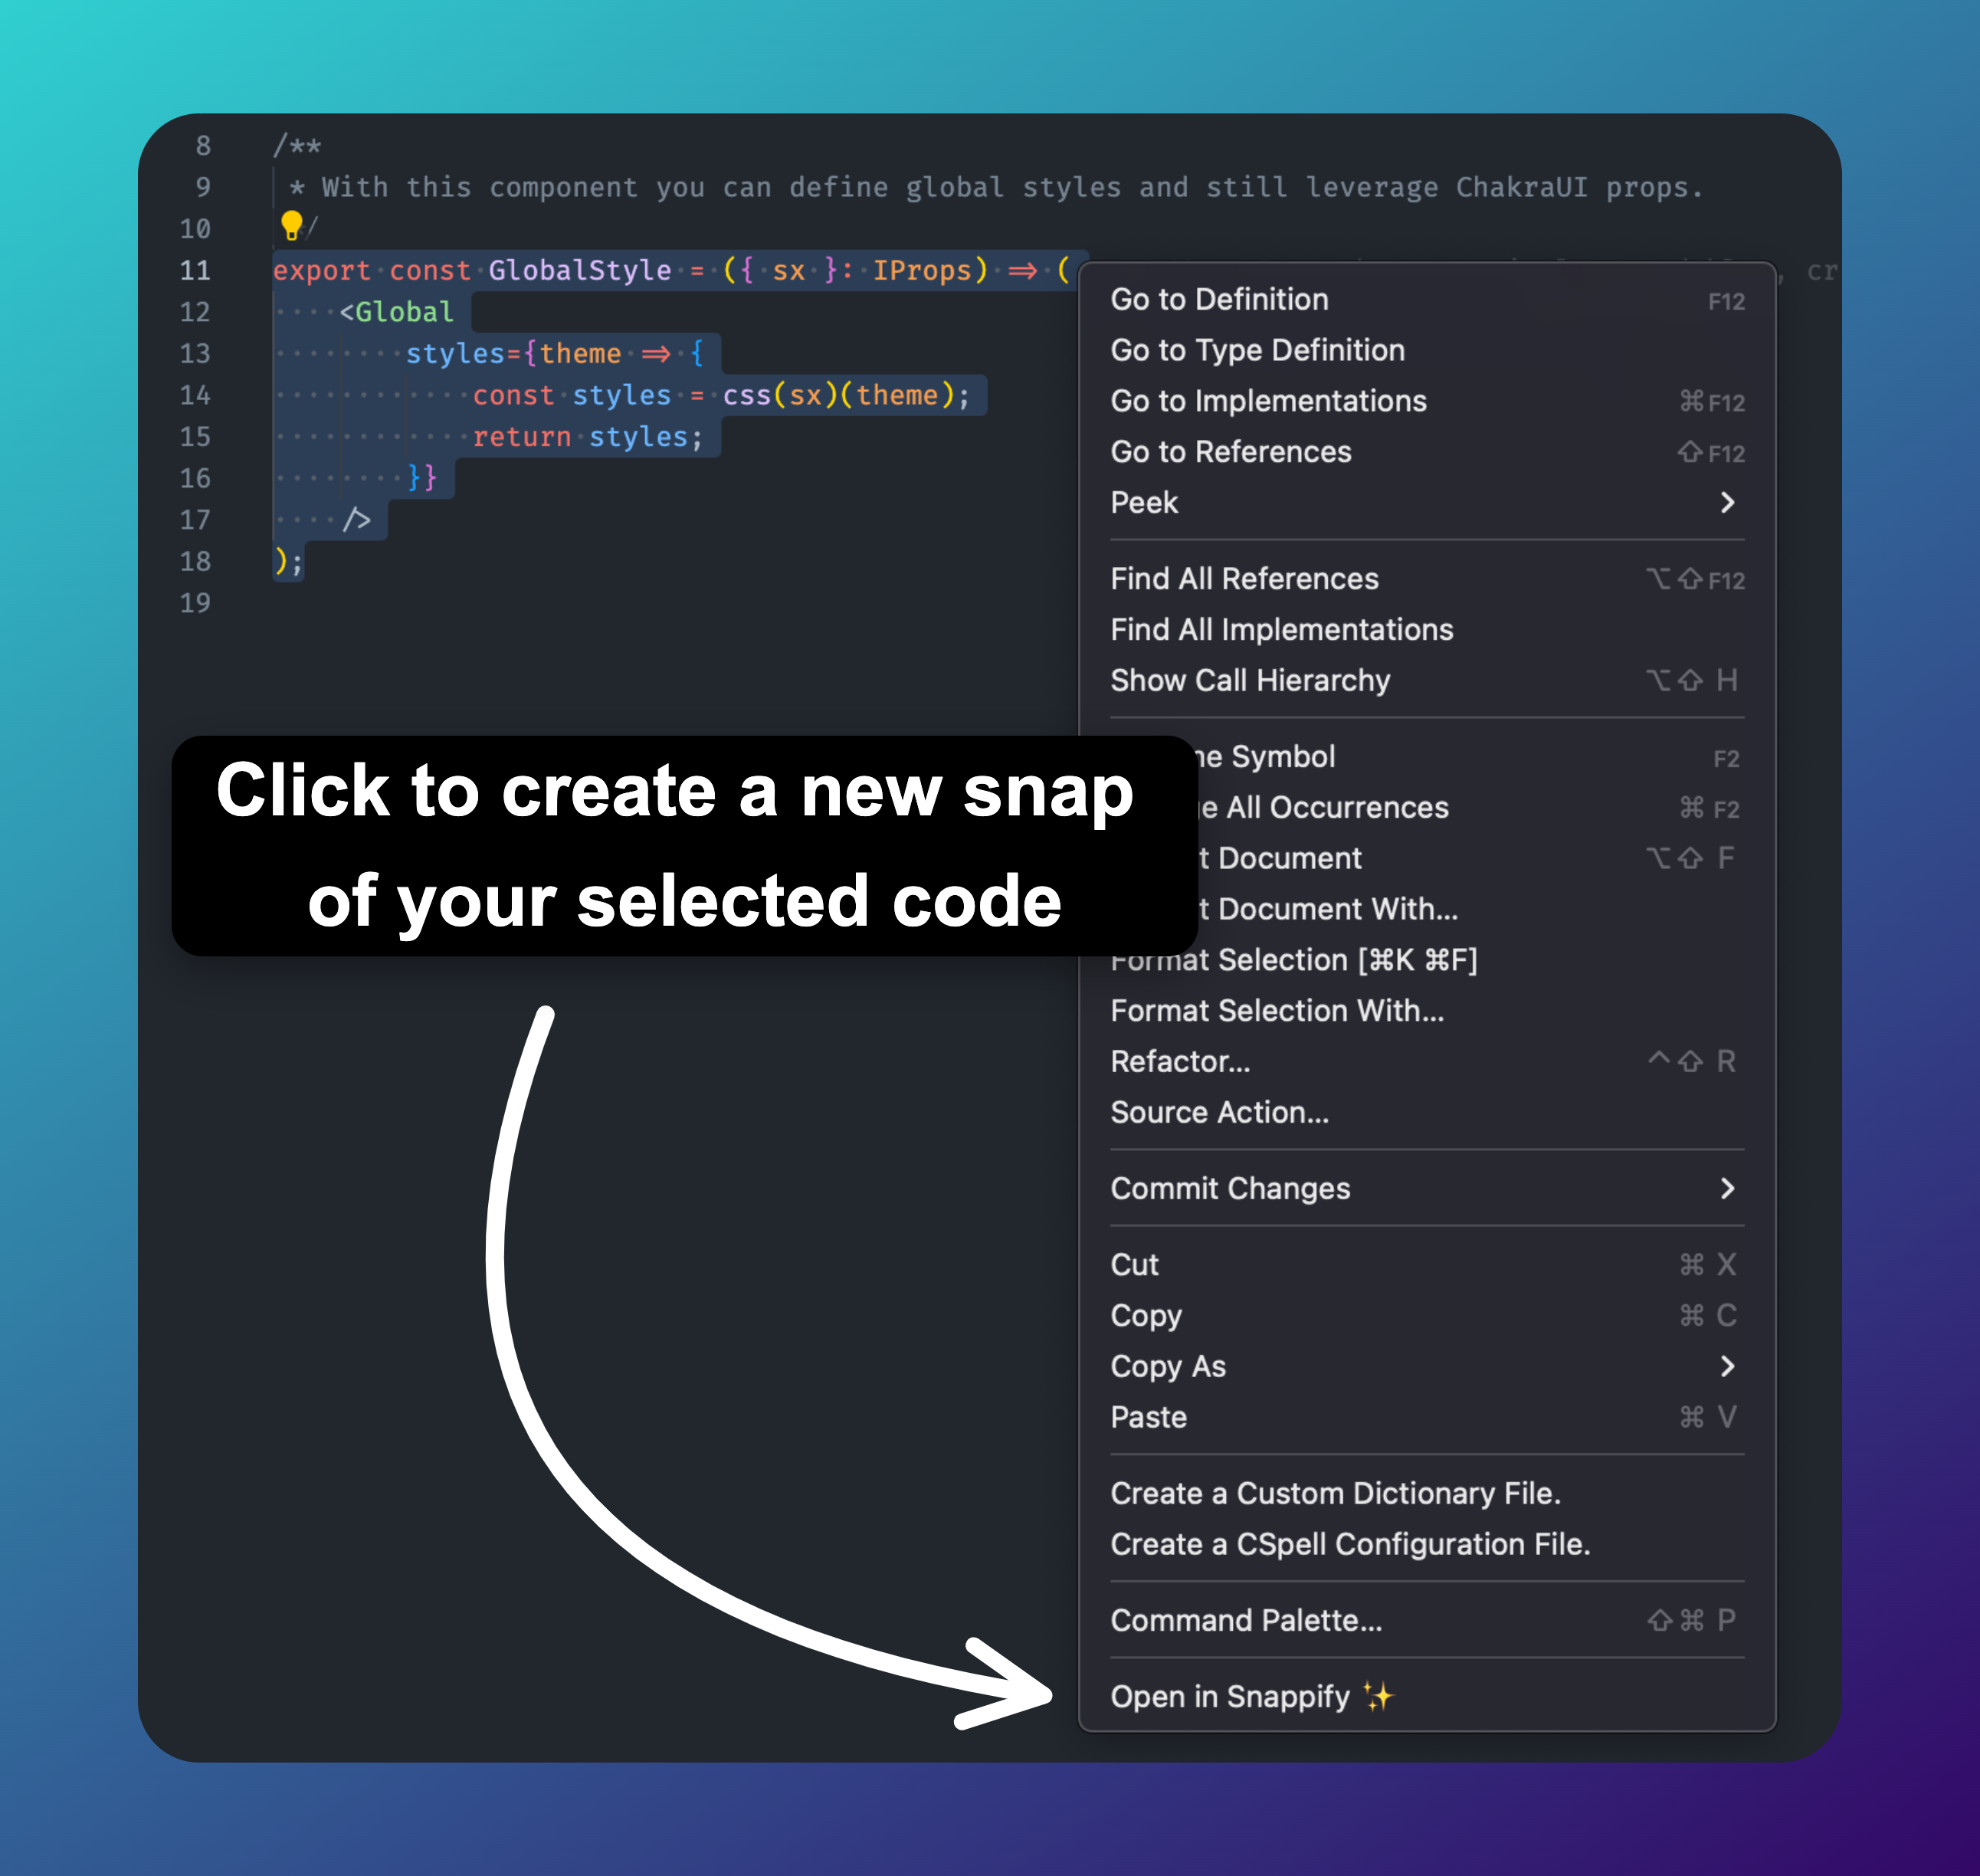 8 /**
9 * With this component you can define global styles and still leverage ChakraUI props.
10 /
11 export const GlobalStyle = ({ sx }: IProps) => (
, cr
12 <Global
13 styles={theme => {
14 const styles = css(sx)(theme);
15 return styles;
16 }}
17 />
18 );
19
Click to create a new snap
of your selected code
Go to Definition F12
Go to Type Definition
Go to Implementations ⌘F12
Go to References ⇧F12
Peek >
Find All References ⌥⇧F12
Find All Implementations
Show Call Hierarchy ⌥⇧ H
Symbol F2
All Occurrences ⌘ F2
Document ⌥⇧ F
Document With...
Format Selection [⌘K ⌘F]
Format Selection With...
Refactor... ^⇧ R
Source Action...
Commit Changes >
Cut ⌘ X
Copy ⌘ C
Copy As >
Paste ⌘ V
Create a Custom Dictionary File.
Create a CSpell Configuration File.
Command Palette... ⇧⌘ P
Open in Snappify ✨